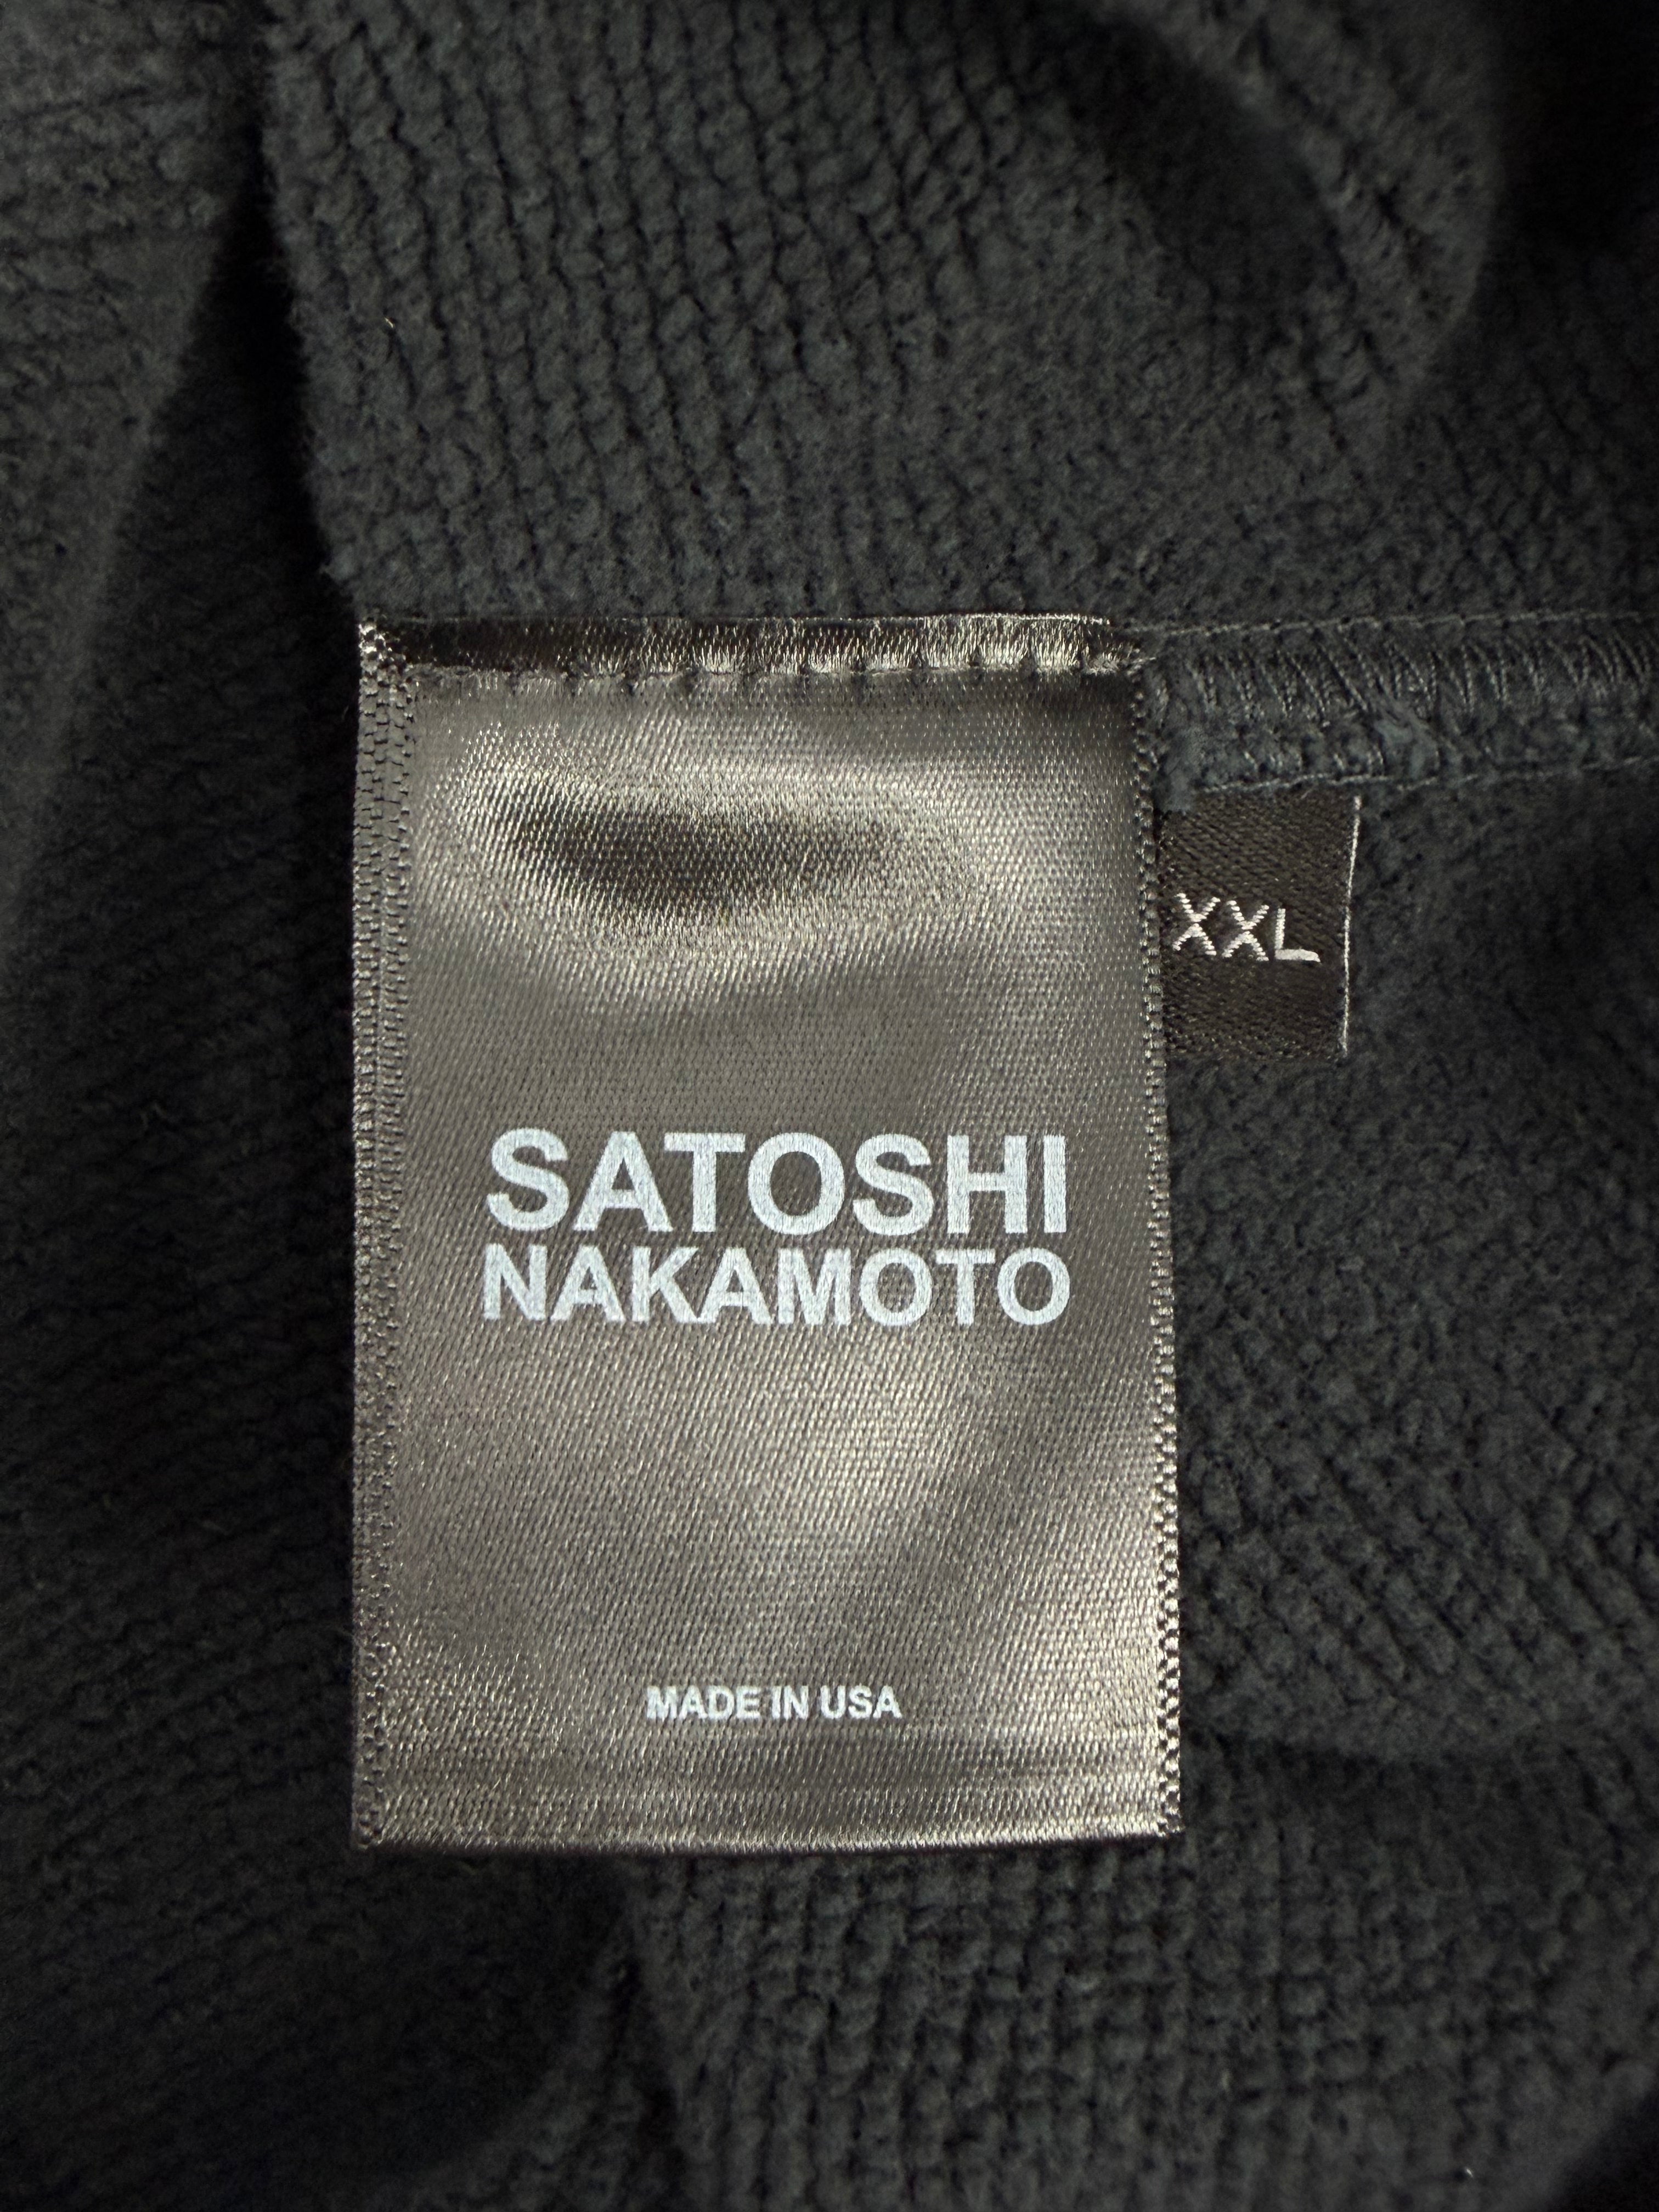 XXL
SATOSHI
NAKAMOTO
MADE IN USA